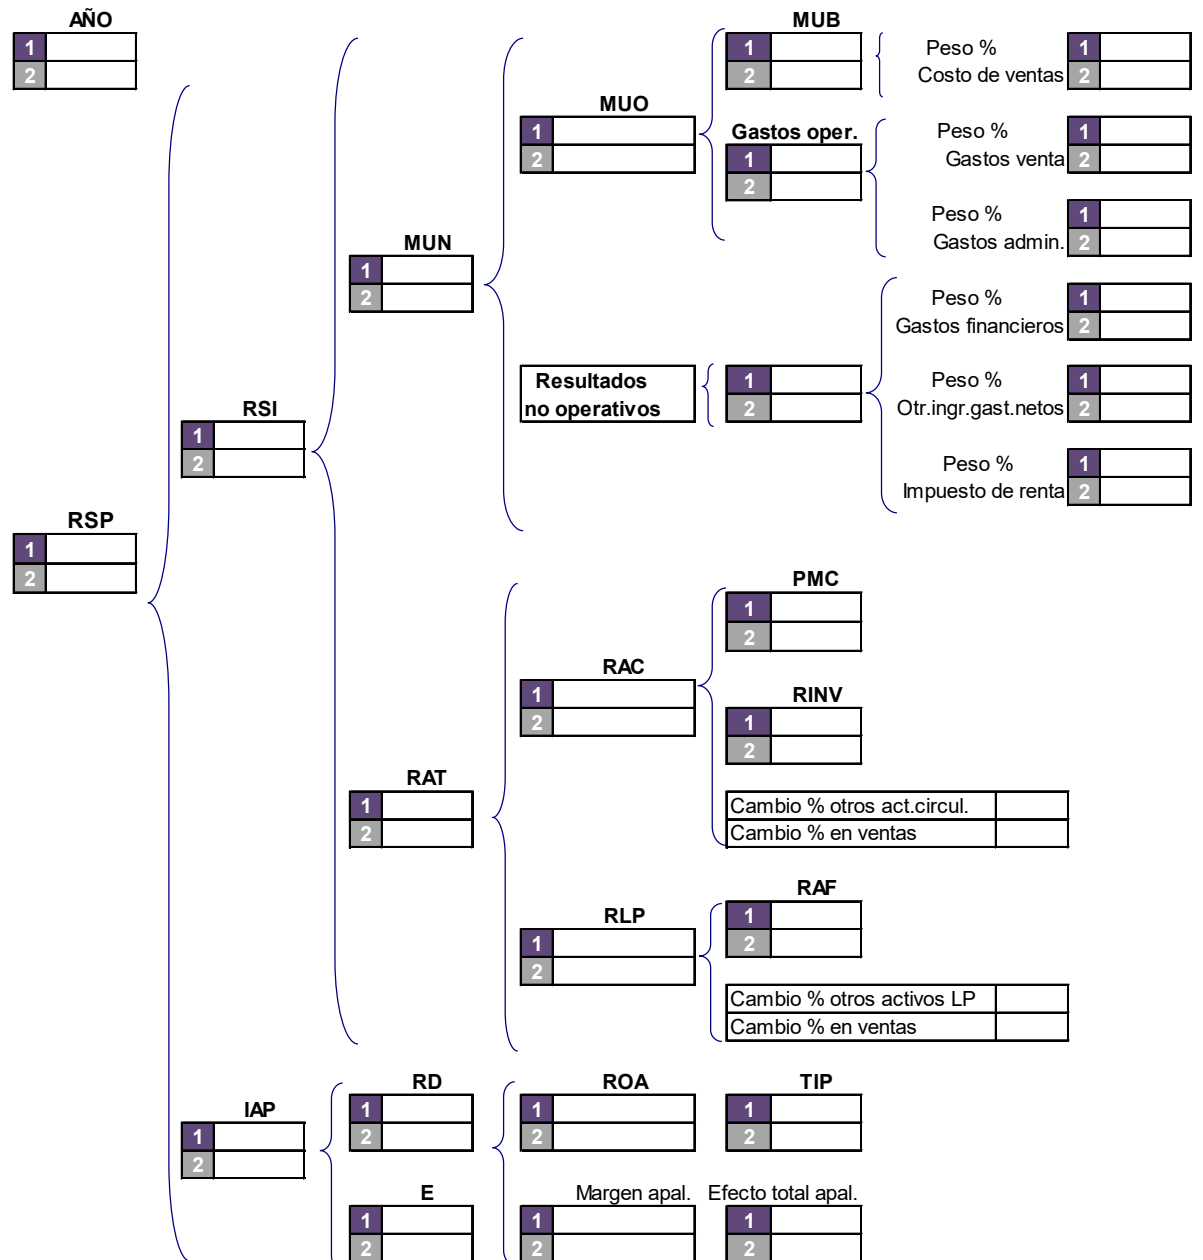 AÑO
1
2
MUB
1
2
Peso %
Costo de ventas
1
2
MUO
1
2
Gastos oper.
1
2
Peso %
Gastos venta
1
2
Peso %
Gastos admin.
1
2
MUN
1
2
Peso %
Gastos financieros
1
2
Resultados
no operativos
1
2
Peso %
Otr.ingr.gast.netos
1
2
RSI
1
2
Peso %
Impuesto de renta
1
2
RSP
1
2
PMC
1
2
RAC
1
2
RINV
1
2
RAT
1
2
Cambio % otros act.circul.
Cambio % en ventas
RAF
1
2
RLP
1
2
Cambio % otros activos LP
Cambio % en ventas
RD
1
2
ROA
1
2
TIP
1
2
IAP
1
2
E
1
2
Margen apal.
1
2
Efecto total apal.
1
2